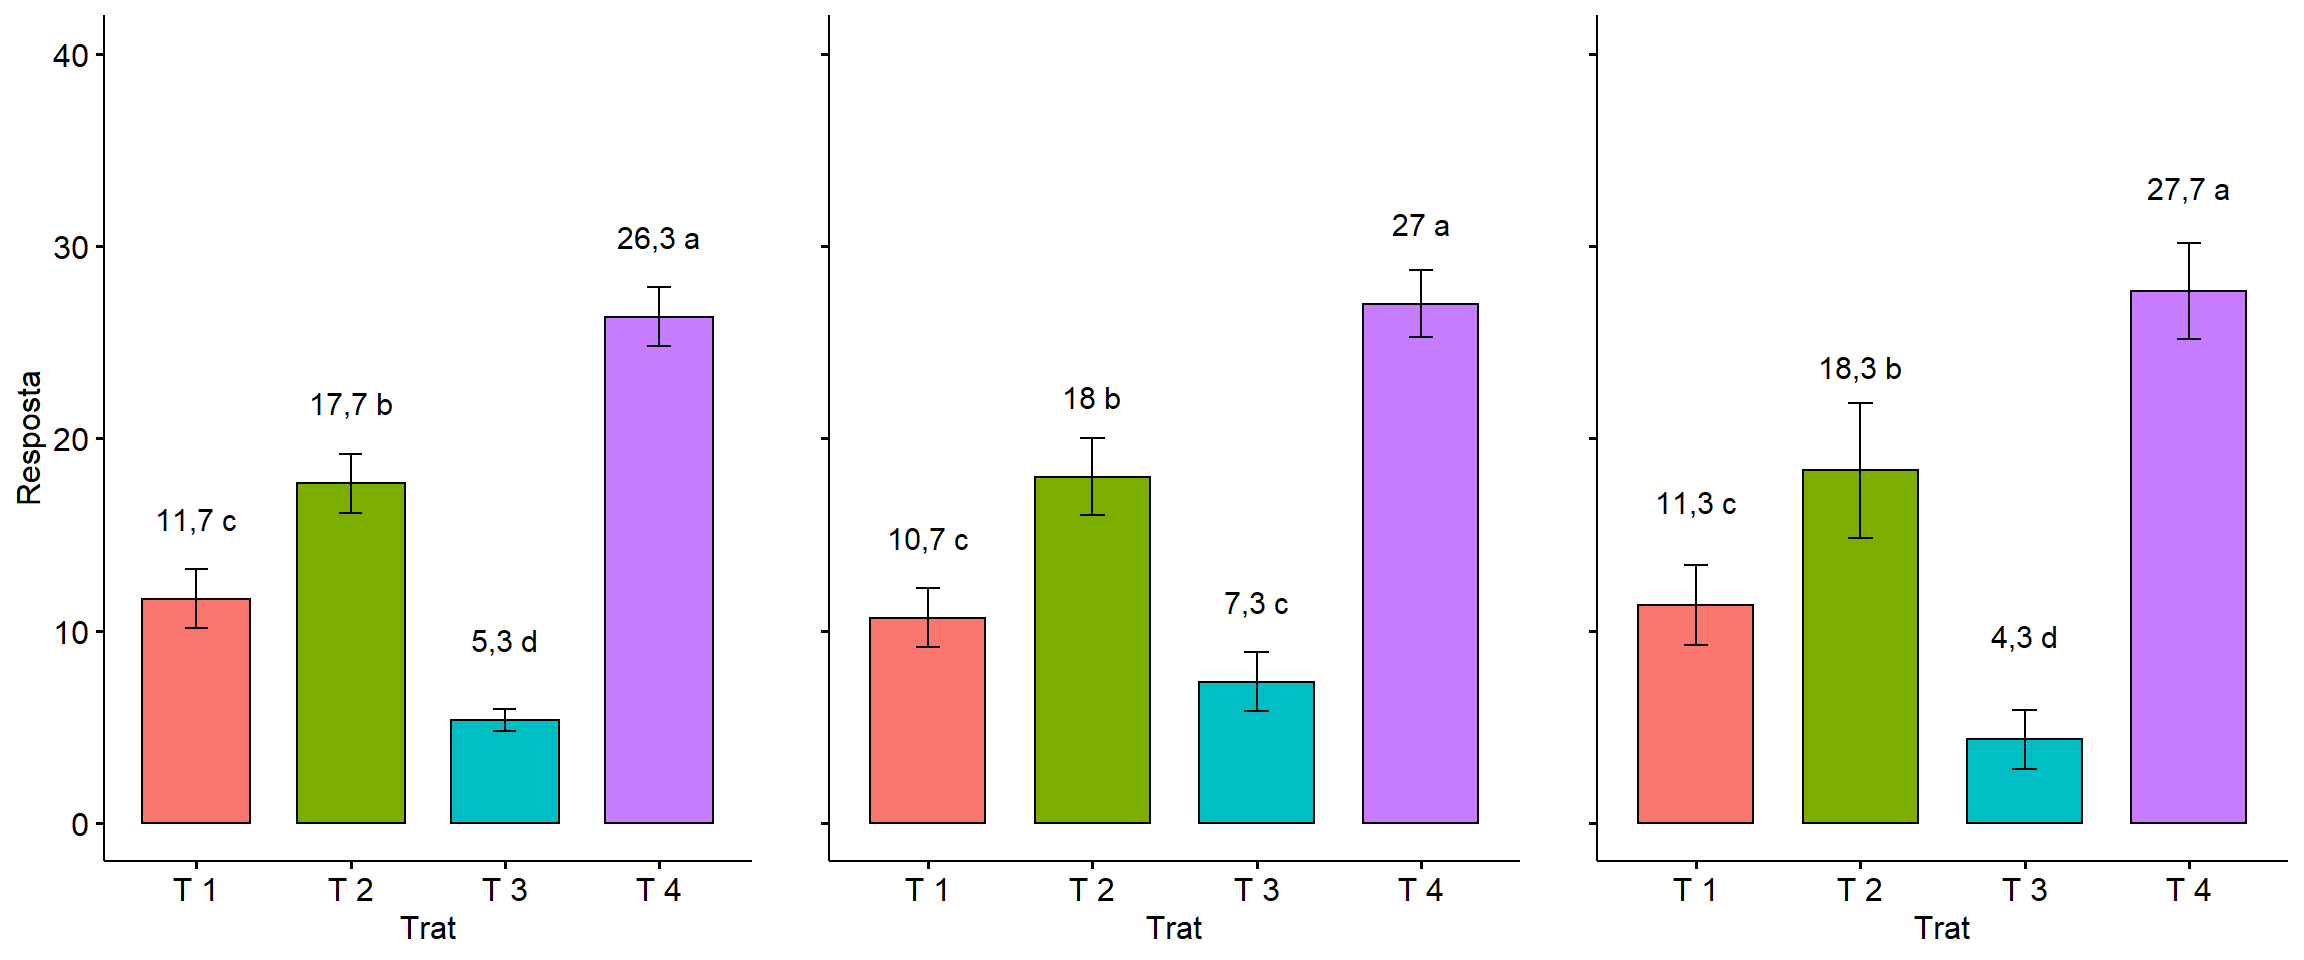 Resposta
40
30
20
10
0
11,7 c
17,7 b
5,3 d
26,3 a
T 1
T 2
T 3
T 4
Trat
10,7 c
18 b
7,3 c
27 a
T 1
T 2
T 3
T 4
Trat
11,3 c
18,3 b
4,3 d
27,7 a
T 1
T 2
T 3
T 4
Trat